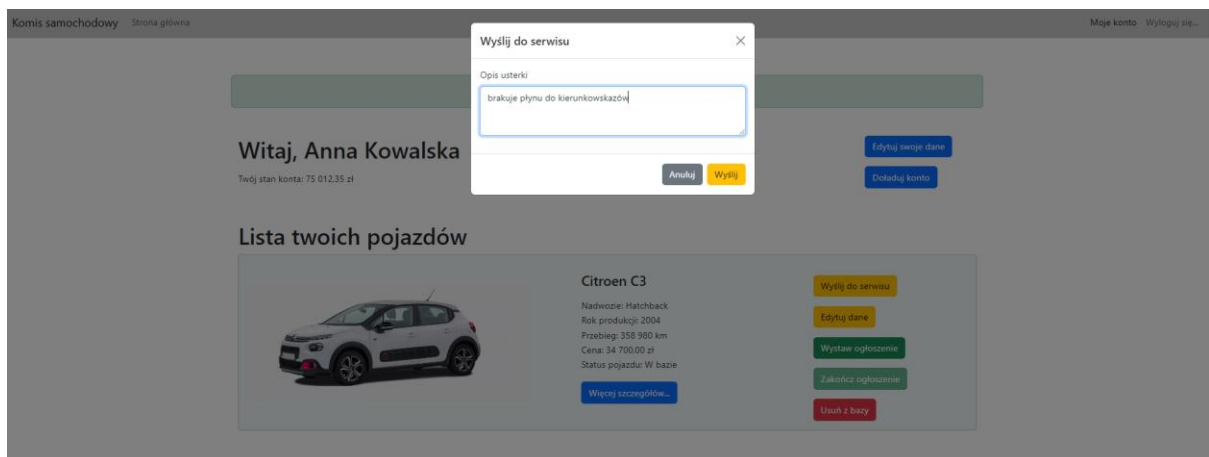 Komis samochodowy Strona główna Moje konto Wyloguj się...
Wyślij do serwisu
Opis usterki
brakuje płynu do kierunkowskazów
Anuluj Wyślij
Witaj, Anna Kowalska
Edytuj swoje dane
Twój stan konta: 75 012.35 zł
Doładuj konto
Lista twoich pojazdów
Citroen C3
Nadwozie: Hatchback
Rok produkcji: 2004
Przebieg: 358 980 km
Cena: 34 700.00 zł
Status pojazdu: W bazie
Więcej szczegółów...
Wyślij do serwisu
Edytuj dane
Wystaw ogłoszenie
Zakończ ogłoszenie
Usuń z bazy